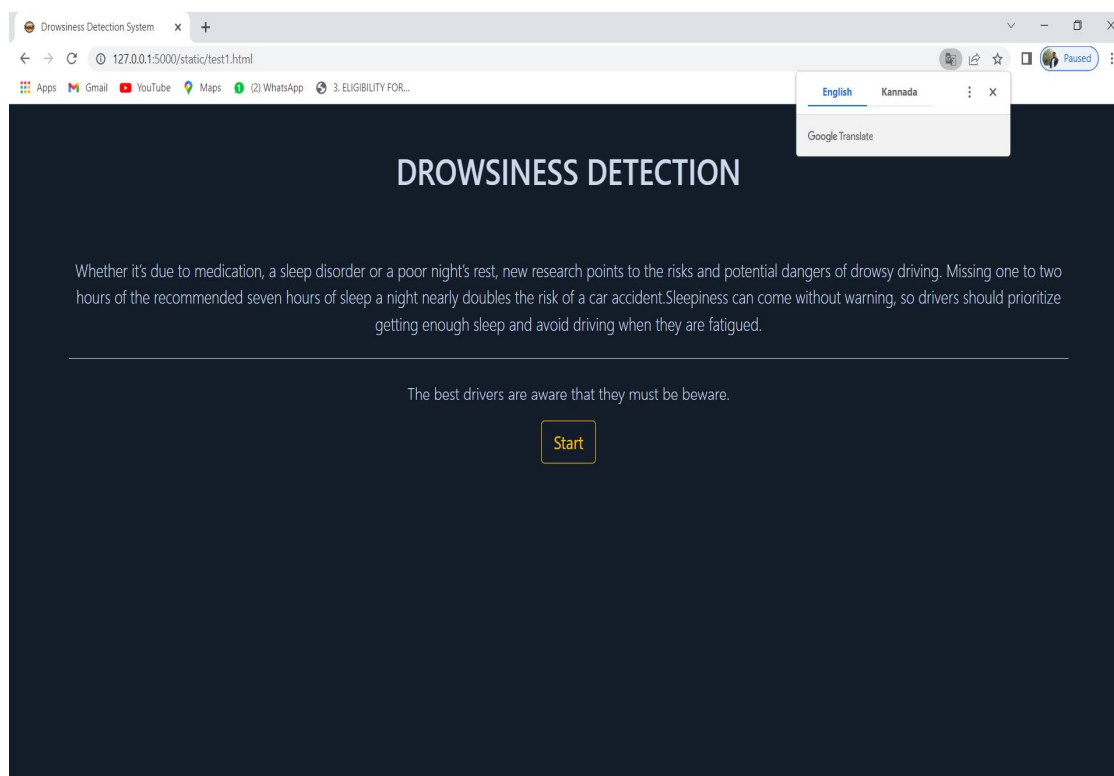 Drowsiness Detection System
127.0.0.1:5000/static/test1.html
Paused
Apps Gmail YouTube Maps (2) WhatsApp 3. ELIGIBILITY FOR...
English Kannada
Google Translate
DROWSINESS DETECTION
Whether it's due to medication, a sleep disorder or a poor night's rest, new research points to the risks and potential dangers of drowsy driving. Missing one to two
hours of the recommended seven hours of sleep a night nearly doubles the risk of a car accident.Sleepiness can come without warning, so drivers should prioritize
getting enough sleep and avoid driving when they are fatigued.
The best drivers are aware that they must be beware.
Start